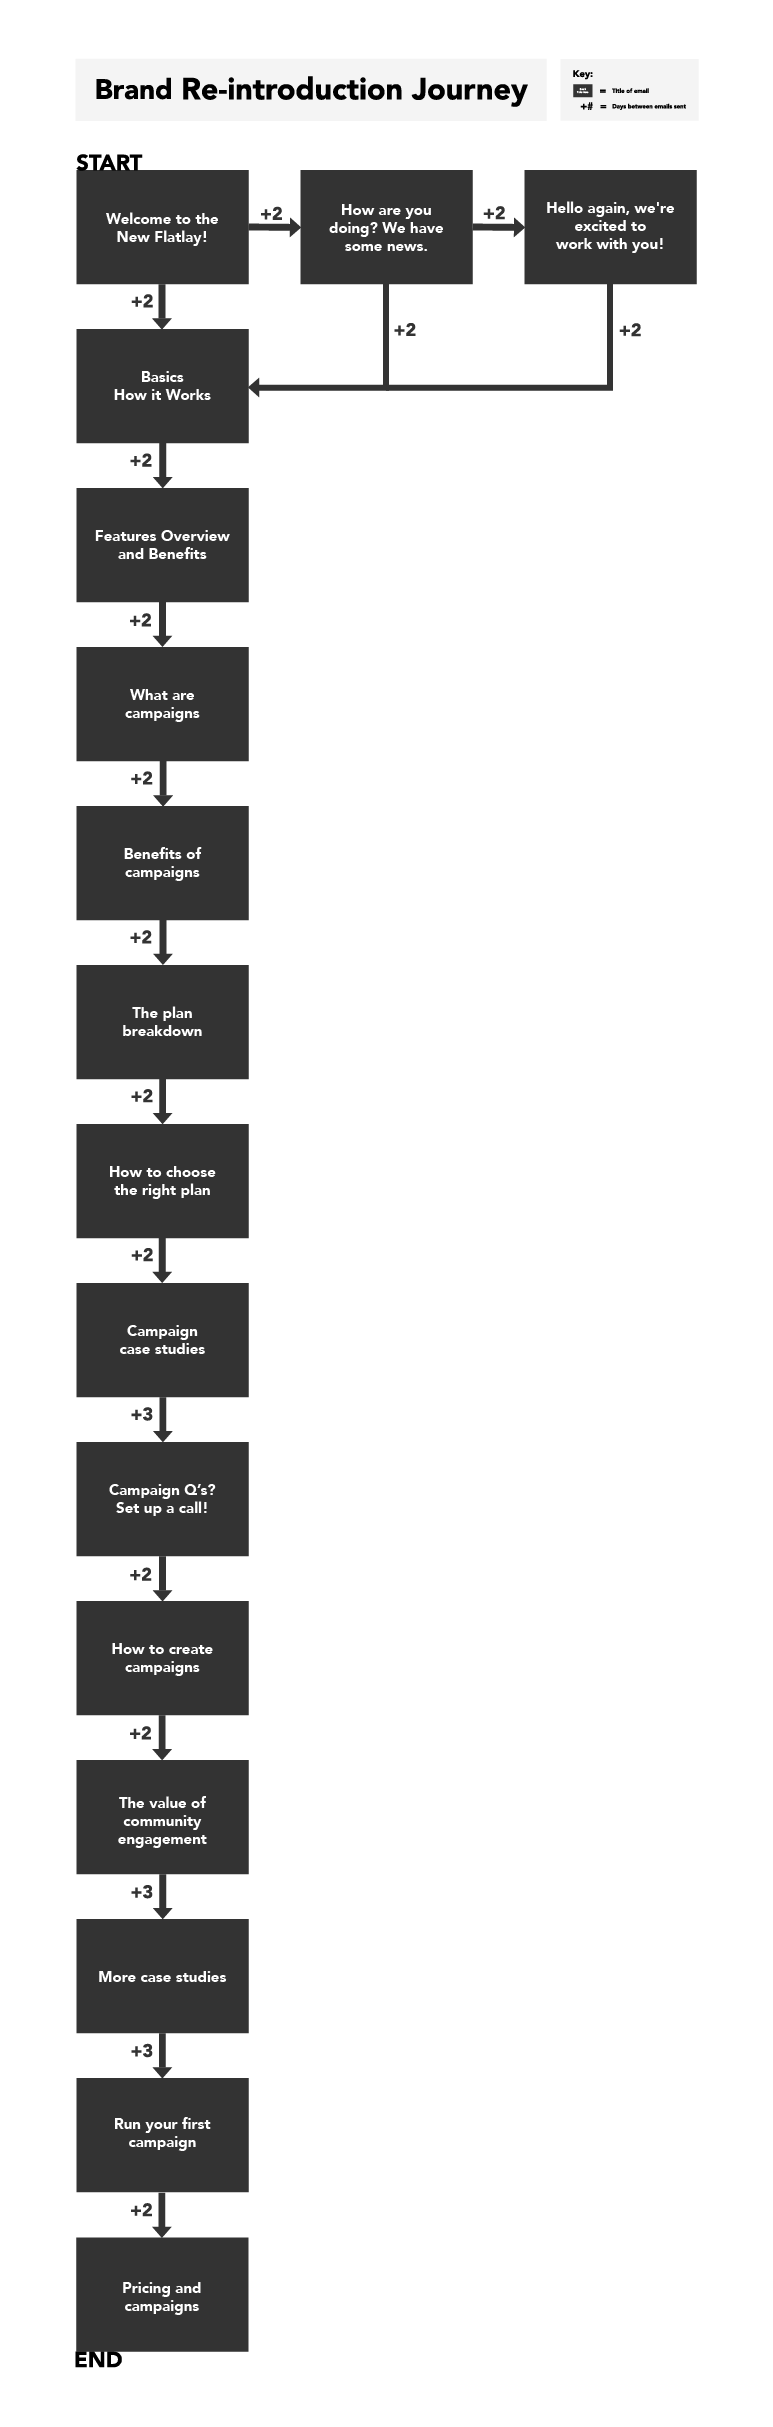 Brand Re-introduction Journey
Key:
= Title of email
+# = Days between emails sent
START
Welcome to the
New Flatlay!
+2
How are you
doing? We have
some news.
+2
Hello again, we're
excited to
work with you!
+2
+2
+2
Basics
How it Works
+2
Features Overview
and Benefits
+2
What are
campaigns
+2
Benefits of
campaigns
+2
The plan
breakdown
+2
How to choose
the right plan
+2
Campaign
case studies
+3
Campaign Q's?
Set up a call!
+2
How to create
campaigns
+2
The value of
community
engagement
+3
More case studies
+3
Run your first
campaign
+2
Pricing and
campaigns
END